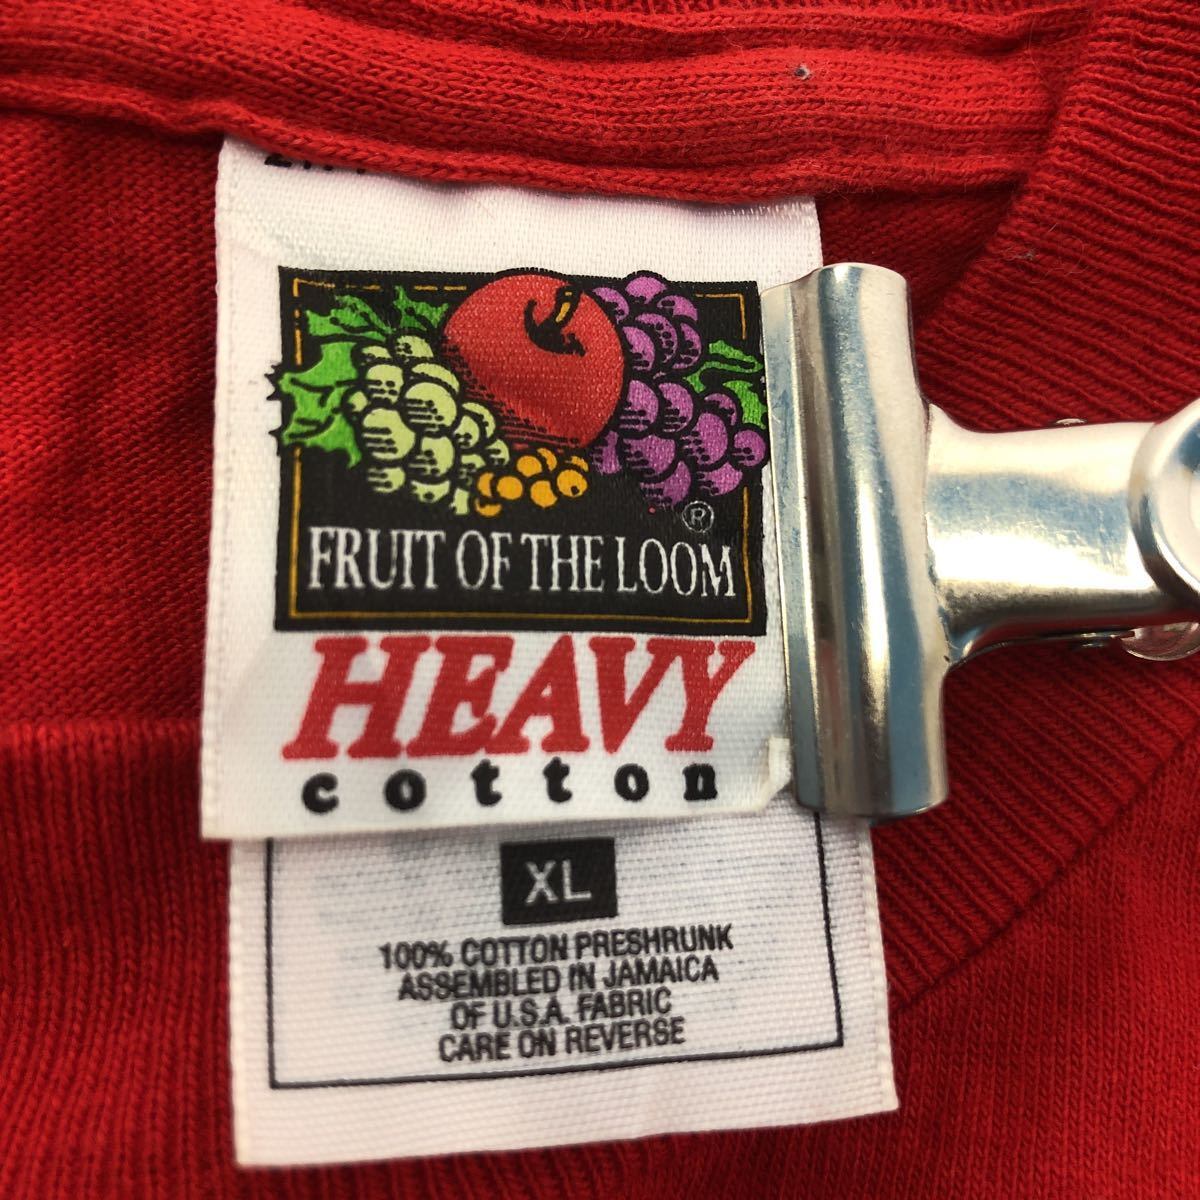 ®
FRUIT OF THE LOOM
HEAVY
cotton
XL
100% COTTON PRESHRUNK
ASSEMBLED IN JAMAICA
OF U.S.A. FABRIC
CARE ON REVERSE